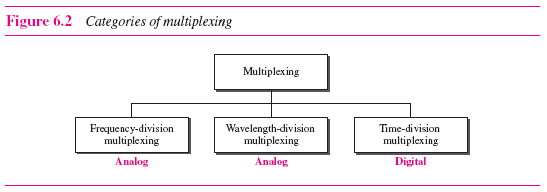 Figure 6.2 Categories of multiplexing
Multiplexing
Frequency-division
multiplexing
Analog
Wavelength-division
multiplexing
Analog
Time-division
multiplexing
Digital